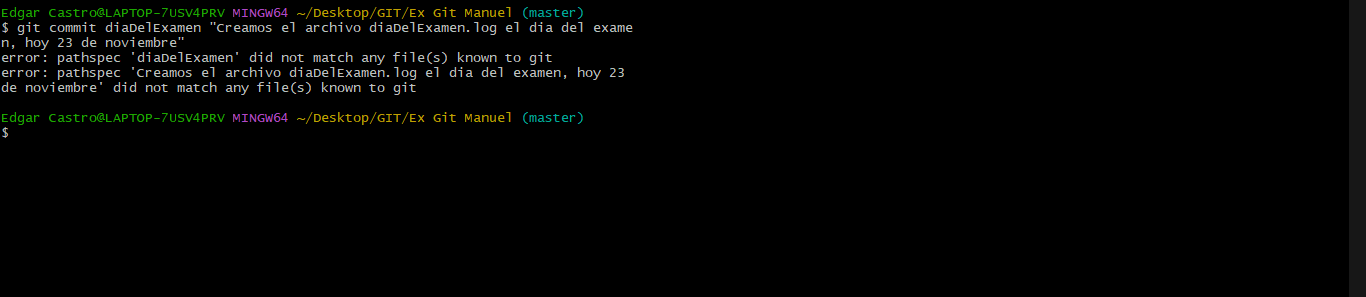 Edgar Castro@LAPTOP-7USV4PRV MINGW64 ~/Desktop/GIT/Ex Git Manuel (master)
$ git commit diaDelExamen "Creamos el archivo diaDelExamen.log el dia del exame
n, hoy 23 de noviembre"
error: pathspec 'diaDelExamen' did not match any file(s) known to git
error: pathspec 'Creamos el archivo diaDelExamen.log el dia del examen, hoy 23
de noviembre' did not match any file(s) known to git
Edgar Castro@LAPTOP-7USV4PRV MINGW64 ~/Desktop/GIT/Ex Git Manuel (master)
$